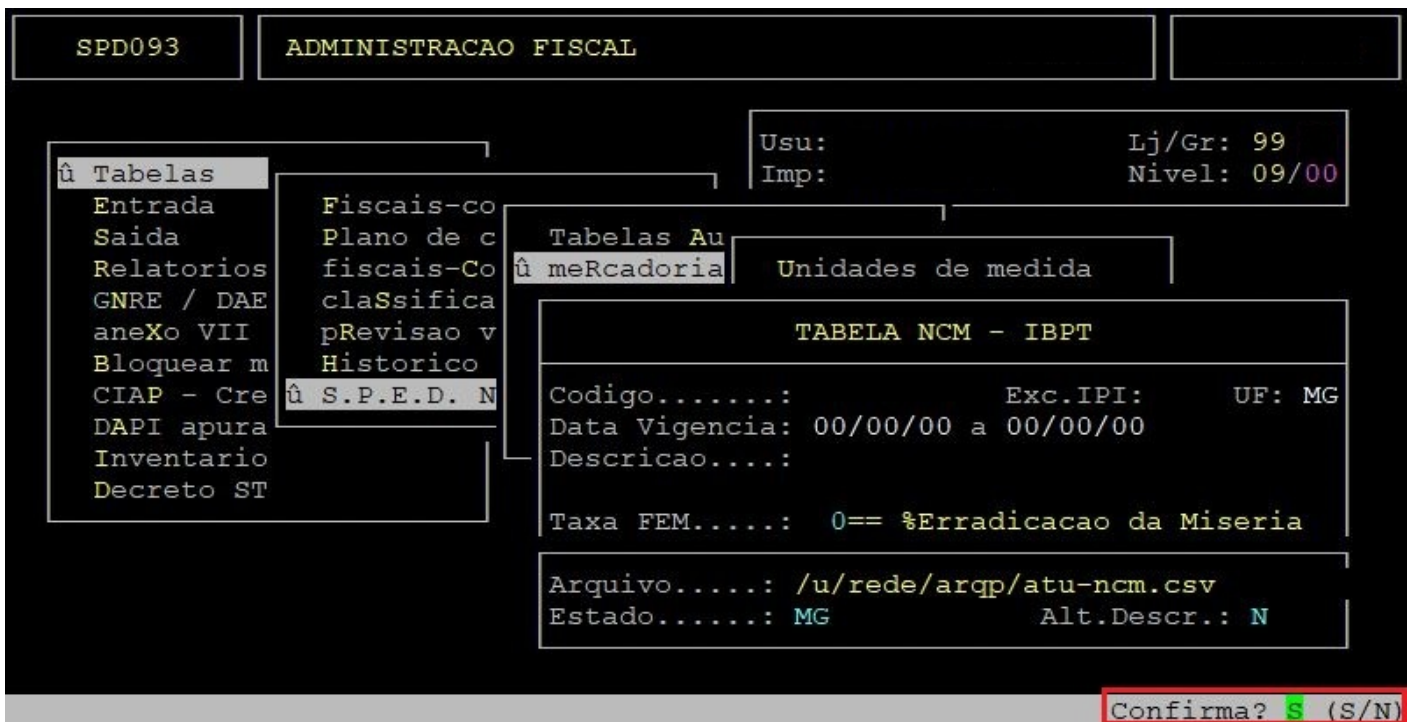 SPD093 ADMINISTRACAO FISCAL
Usu: Lj/Gr: 99
Imp: Nivel: 09/00
û Tabelas
Entrada
Saida
Relatorios
GNRE / DAE
aneXo VII
Bloquear m
CIAP - Cre
DAPI apura
Inventario
Decreto ST
Fiscais-co
Plano de c
fiscais-Co
claSsifica
pRevisao v
Historico
û S.P.E.D. N
Tabelas Au
û meRcadoria
Unidades de medida
TABELA NCM - IBPT
Codigo.......: Exc.IPI: UF: MG
Data Vigencia: 00/00/00 a 00/00/00
Descricao....:
Taxa FEM.....: 0== %Erradicacao da Miseria
Arquivo.....: /u/rede/arqp/atu-ncm.csv
Estado......: MG Alt.Descr.: N
Confirma? S (S/N)